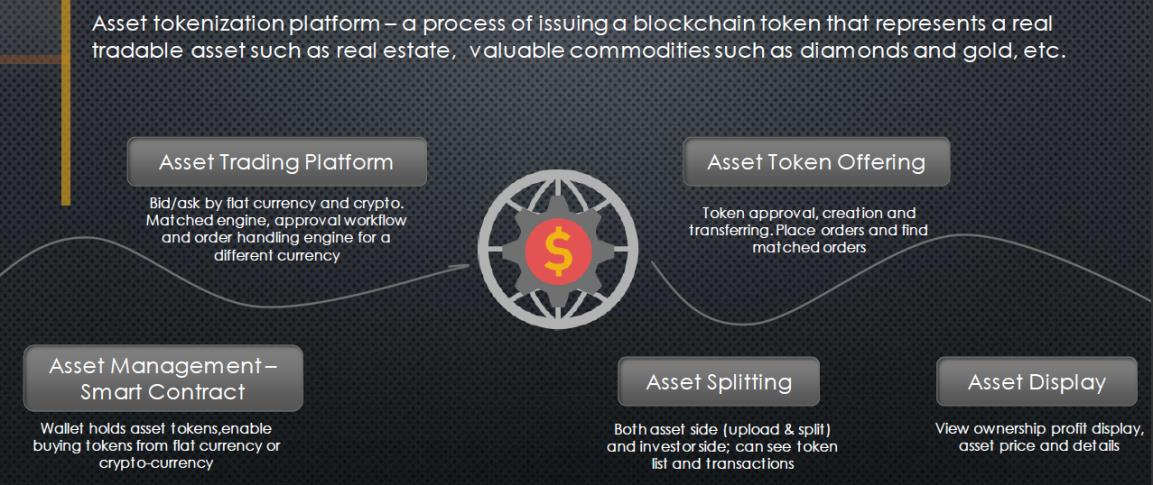 Asset tokenization platform – a process of issuing a blockchain token that represents a real
tradable asset such as real estate, valuable commodities such as diamonds and gold, etc.
Asset Trading Platform
Bid/ask by flat currency and crypto.
Matched engine, approval workflow
and order handling engine for a
different currency
Asset Token Offering
Token approval, creation and
transferring. Place orders and find
matched orders
$
Asset Management –
Smart Contract
Wallet holds asset tokens,enable
buying tokens from flat currency or
crypto-currency
Asset Splitting
Both asset side (upload & split)
and investor side; can see token
list and transactions
Asset Display
View ownership profit display,
asset price and details